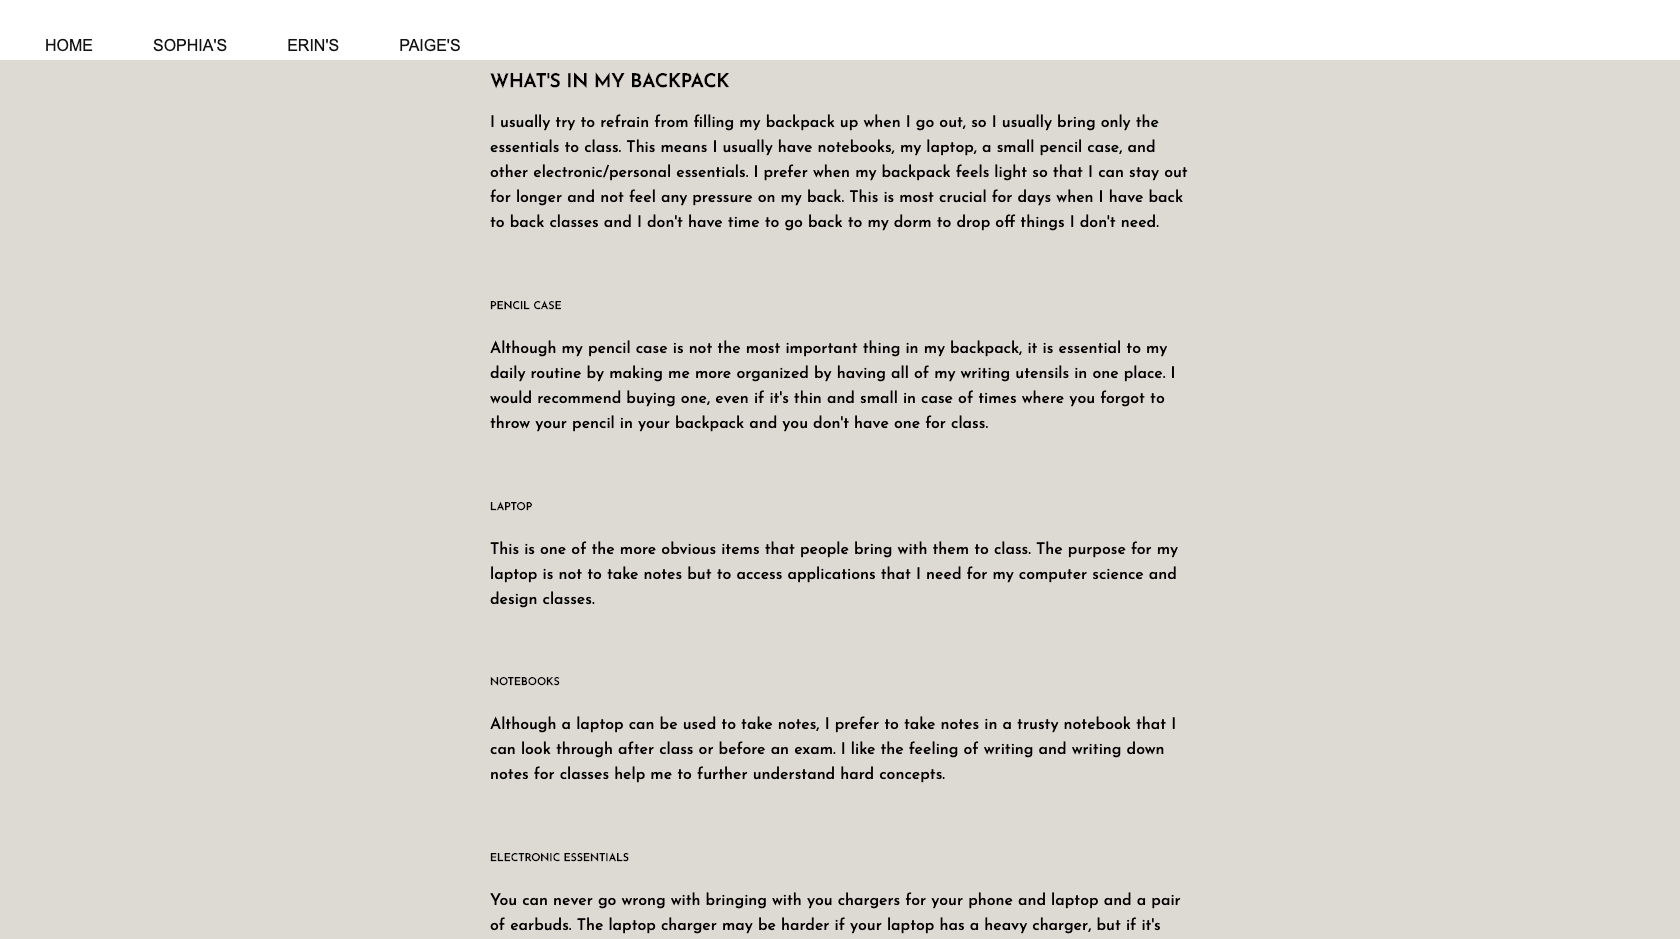 HOME SOPHIA'S ERIN'S PAIGE'S
WHAT'S IN MY BACKPACK
I usually try to refrain from filling my backpack up when I go out, so I usually bring only the
essentials to class. This means I usually have notebooks, my laptop, a small pencil case, and
other electronic/personal essentials. I prefer when my backpack feels light so that I can stay out
for longer and not feel any pressure on my back. This is most crucial for days when I have back
to back classes and I don't have time to go back to my dorm to drop off things I don't need.
PENCIL CASE
Although my pencil case is not the most important thing in my backpack, it is essential to my
daily routine by making me more organized by having all of my writing utensils in one place. I
would recommend buying one, even if it's thin and small in case of times where you forgot to
throw your pencil in your backpack and you don't have one for class.
LAPTOP
This is one of the more obvious items that people bring with them to class. The purpose for my
laptop is not to take notes but to access applications that I need for my computer science and
design classes.
NOTEBOOKS
Although a laptop can be used to take notes, I prefer to take notes in a trusty notebook that I
can look through after class or before an exam. I like the feeling of writing and writing down
notes for classes help me to further understand hard concepts.
ELECTRONIC ESSENTIALS
You can never go wrong with bringing with you chargers for your phone and laptop and a pair
of earbuds. The laptop charger may be harder if your laptop has a heavy charger, but if it's